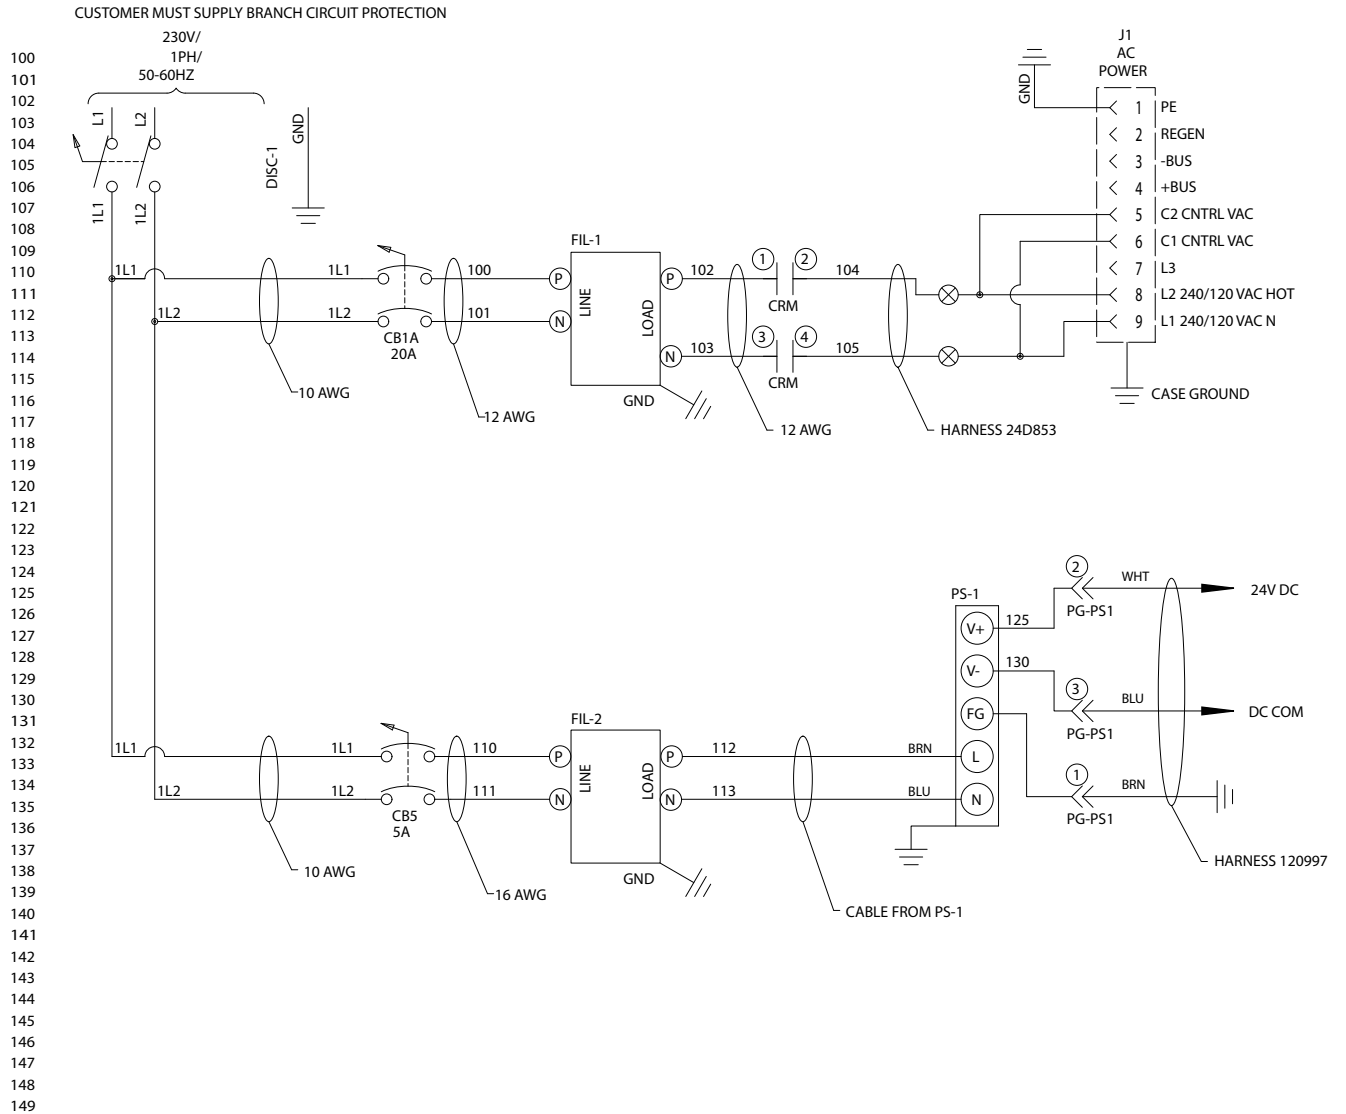 CUSTOMER MUST SUPPLY BRANCH CIRCUIT PROTECTION
230V/
1PH/
50-60HZ
100
101
102
103
104
105
106
107
108
109
110
111
112
113
114
115
116
117
118
119
120
121
122
123
124
125
126
127
128
129
130
131
132
133
134
135
136
137
138
139
140
141
142
143
144
145
146
147
148
149
L1
L2
DISC-1
GND
1L1
1L2
1L1
1L1
100
1L2
1L2
101
CB1A
20A
10 AWG
12 AWG
FIL-1
P
LINE
N
P
LOAD
N
GND
102
1
2
104
CRM
103
3
4
105
CRM
12 AWG
HARNESS 24D853
J1
AC
POWER
GND
1 PE
2 REGEN
3 -BUS
4 +BUS
5 C2 CNTRL VAC
6 C1 CNTRL VAC
7 L3
8 L2 240/120 VAC HOT
9 L1 240/120 VAC N
CASE GROUND
1L1
1L1
110
1L2
1L2
111
CB5
5A
10 AWG
16 AWG
FIL-2
P
LINE
N
P
LOAD
N
GND
112
BRN
113
BLU
CABLE FROM PS-1
PS-1
V+
V-
FG
L
N
125
130
2
PG-PS1
WHT
24V DC
3
PG-PS1
BLU
DC COM
1
PG-PS1
BRN
HARNESS 120997